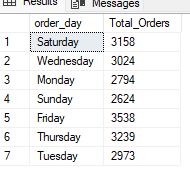 Results Messages
order_day Total_Orders
1 Saturday 3158
2 Wednesday 3024
3 Monday 2794
4 Sunday 2624
5 Friday 3538
6 Thursday 3239
7 Tuesday 2973